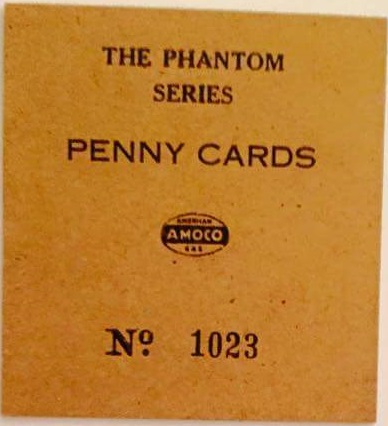 THE PHANTOM
SERIES
PENNY CARDS
AMERICAN
AMOCO
GAS
Nº 1023